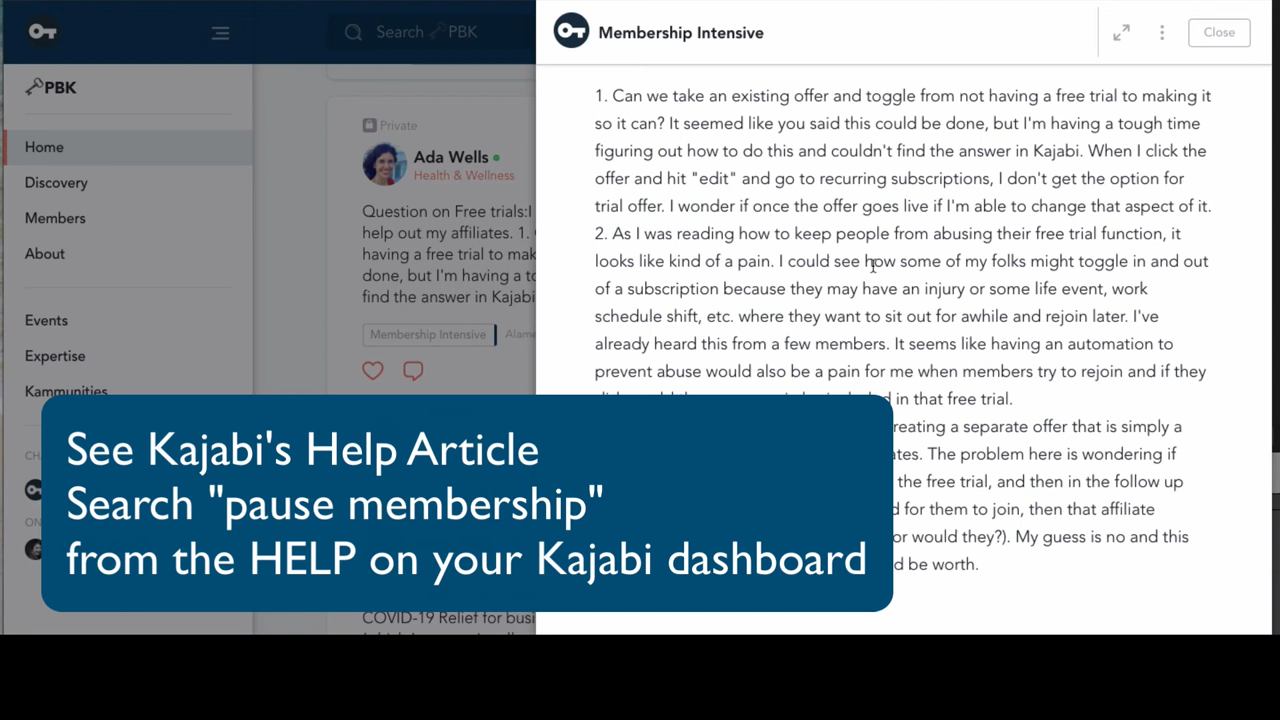 Search PBK
Membership Intensive
Close
PBK
Home
Discovery
Members
About
Events
Expertise
Kammunities
Private
Ada Wells
Health & Wellness
Question on Free trials:I
help out my affiliates. 1.
having a free trial to mak
done, but I'm having a to
find the answer in Kajabi
Membership Intensive
1. Can we take an existing offer and toggle from not having a free trial to making it
so it can? It seemed like you said this could be done, but I'm having a tough time
figuring out how to do this and couldn't find the answer in Kajabi. When I click the
offer and hit "edit" and go to recurring subscriptions, I don't get the option for
trial offer. I wonder if once the offer goes live if I'm able to change that aspect of it.
2. As I was reading how to keep people from abusing their free trial function, it
looks like kind of a pain. I could see how some of my folks might toggle in and out
of a subscription because they may have an injury or some life event, work
schedule shift, etc. where they want to sit out for awhile and rejoin later. I've
already heard this from a few members. It seems like having an automation to
prevent abuse would also be a pain for me when members try to rejoin and if they
in that free trial.
reating a separate offer that is simply a
ates. The problem here is wondering if
the free trial, and then in the follow up
for them to join, then that affiliate
or would they?). My guess is no and this
d be worth.
See Kajabi's Help Article
Search "pause membership"
from the HELP on your Kajabi dashboard
CH
ON
COVID-19 Relief for busi